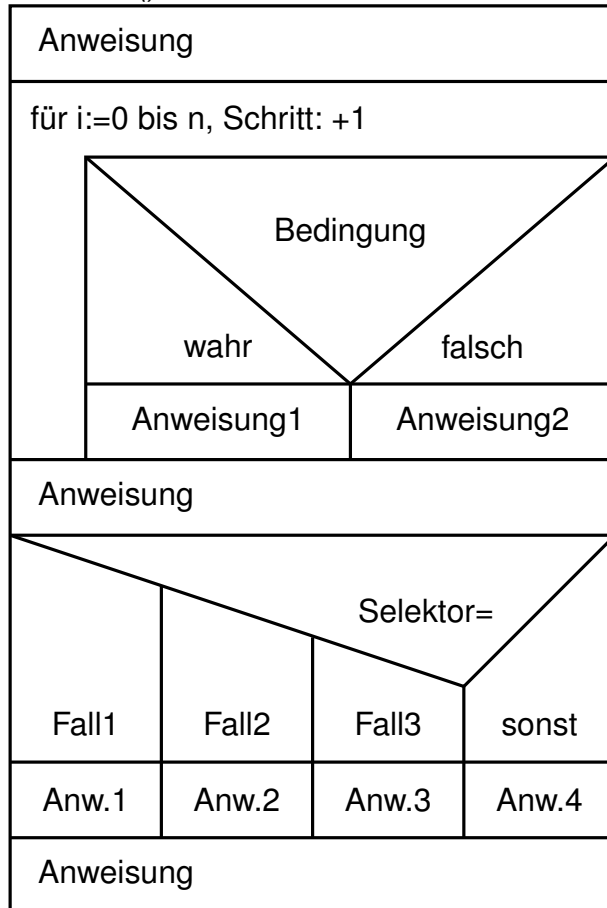 Anweisung
für i:=0 bis n, Schritt: +1
Bedingung
wahr falsch
Anweisung1 Anweisung2
Anweisung
Selektor=
Fall1 Fall2 Fall3 sonst
Anw.1 Anw.2 Anw.3 Anw.4
Anweisung